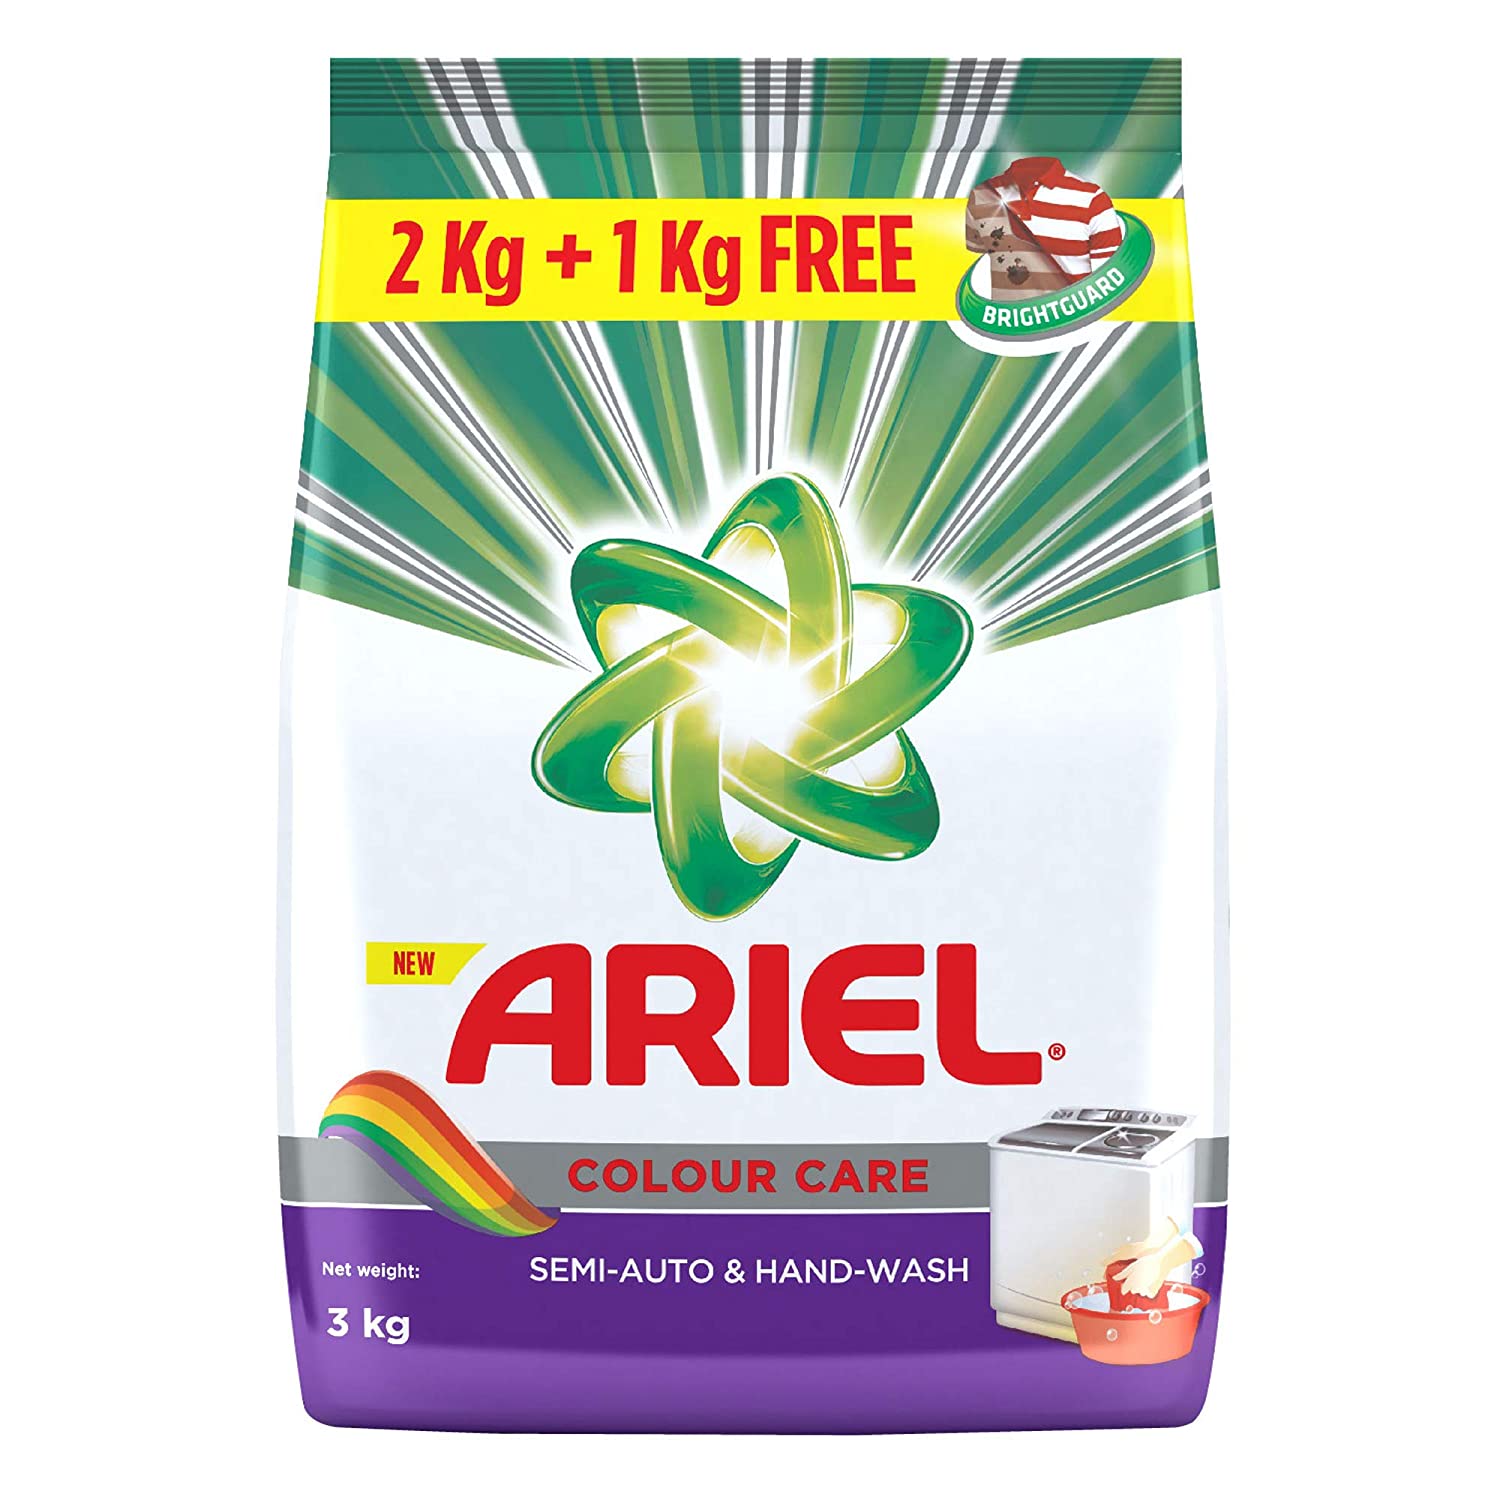 2 Kg + 1 Kg FREE
BRIGHTGUARD
NEW
ARIEL®
COLOUR CARE
SEMI-AUTO & HAND-WASH
Net weight:
3 kg